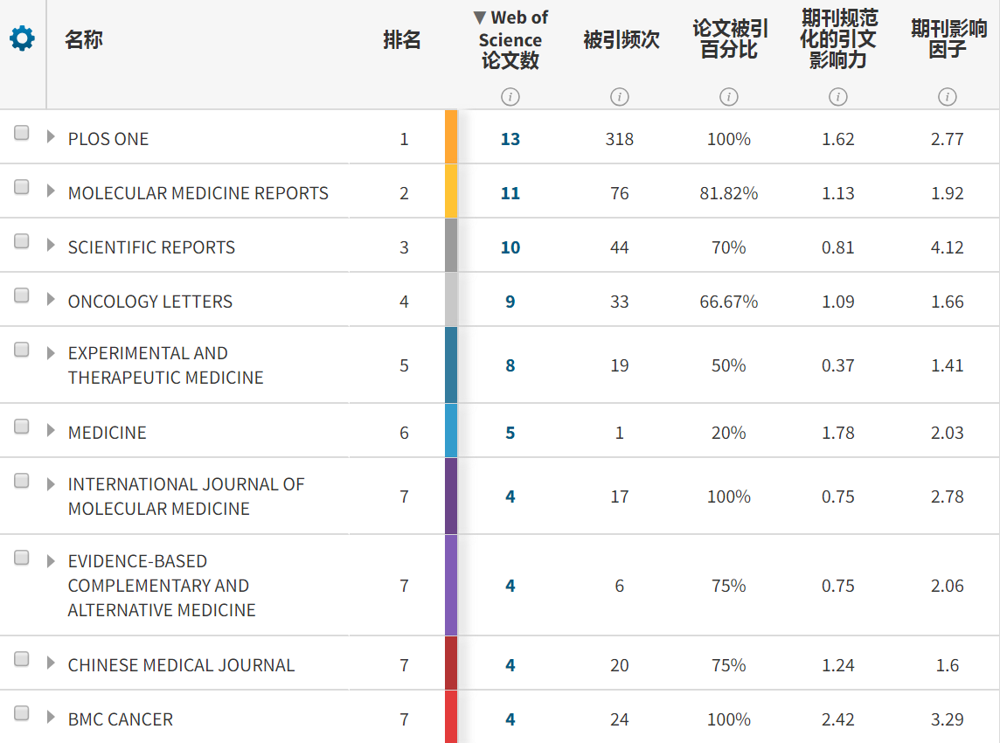 名称
排名
▼ Web of
Science
论文数
被引频次
论文被引
百分比
期刊规范
化的引文
影响力
期刊影响
因子
i i i i i
PLOS ONE 1 13 318 100% 1.62 2.77
MOLECULAR MEDICINE REPORTS 2 11 76 81.82% 1.13 1.92
SCIENTIFIC REPORTS 3 10 44 70% 0.81 4.12
ONCOLOGY LETTERS 4 9 33 66.67% 1.09 1.66
EXPERIMENTAL AND
THERAPEUTIC MEDICINE 5 8 19 50% 0.37 1.41
MEDICINE 6 5 1 20% 1.78 2.03
INTERNATIONAL JOURNAL OF
MOLECULAR MEDICINE 7 4 17 100% 0.75 2.78
EVIDENCE-BASED
COMPLEMENTARY AND
ALTERNATIVE MEDICINE 7 4 6 75% 0.75 2.06
CHINESE MEDICAL JOURNAL 7 4 20 75% 1.24 1.6
BMC CANCER 7 4 24 100% 2.42 3.29